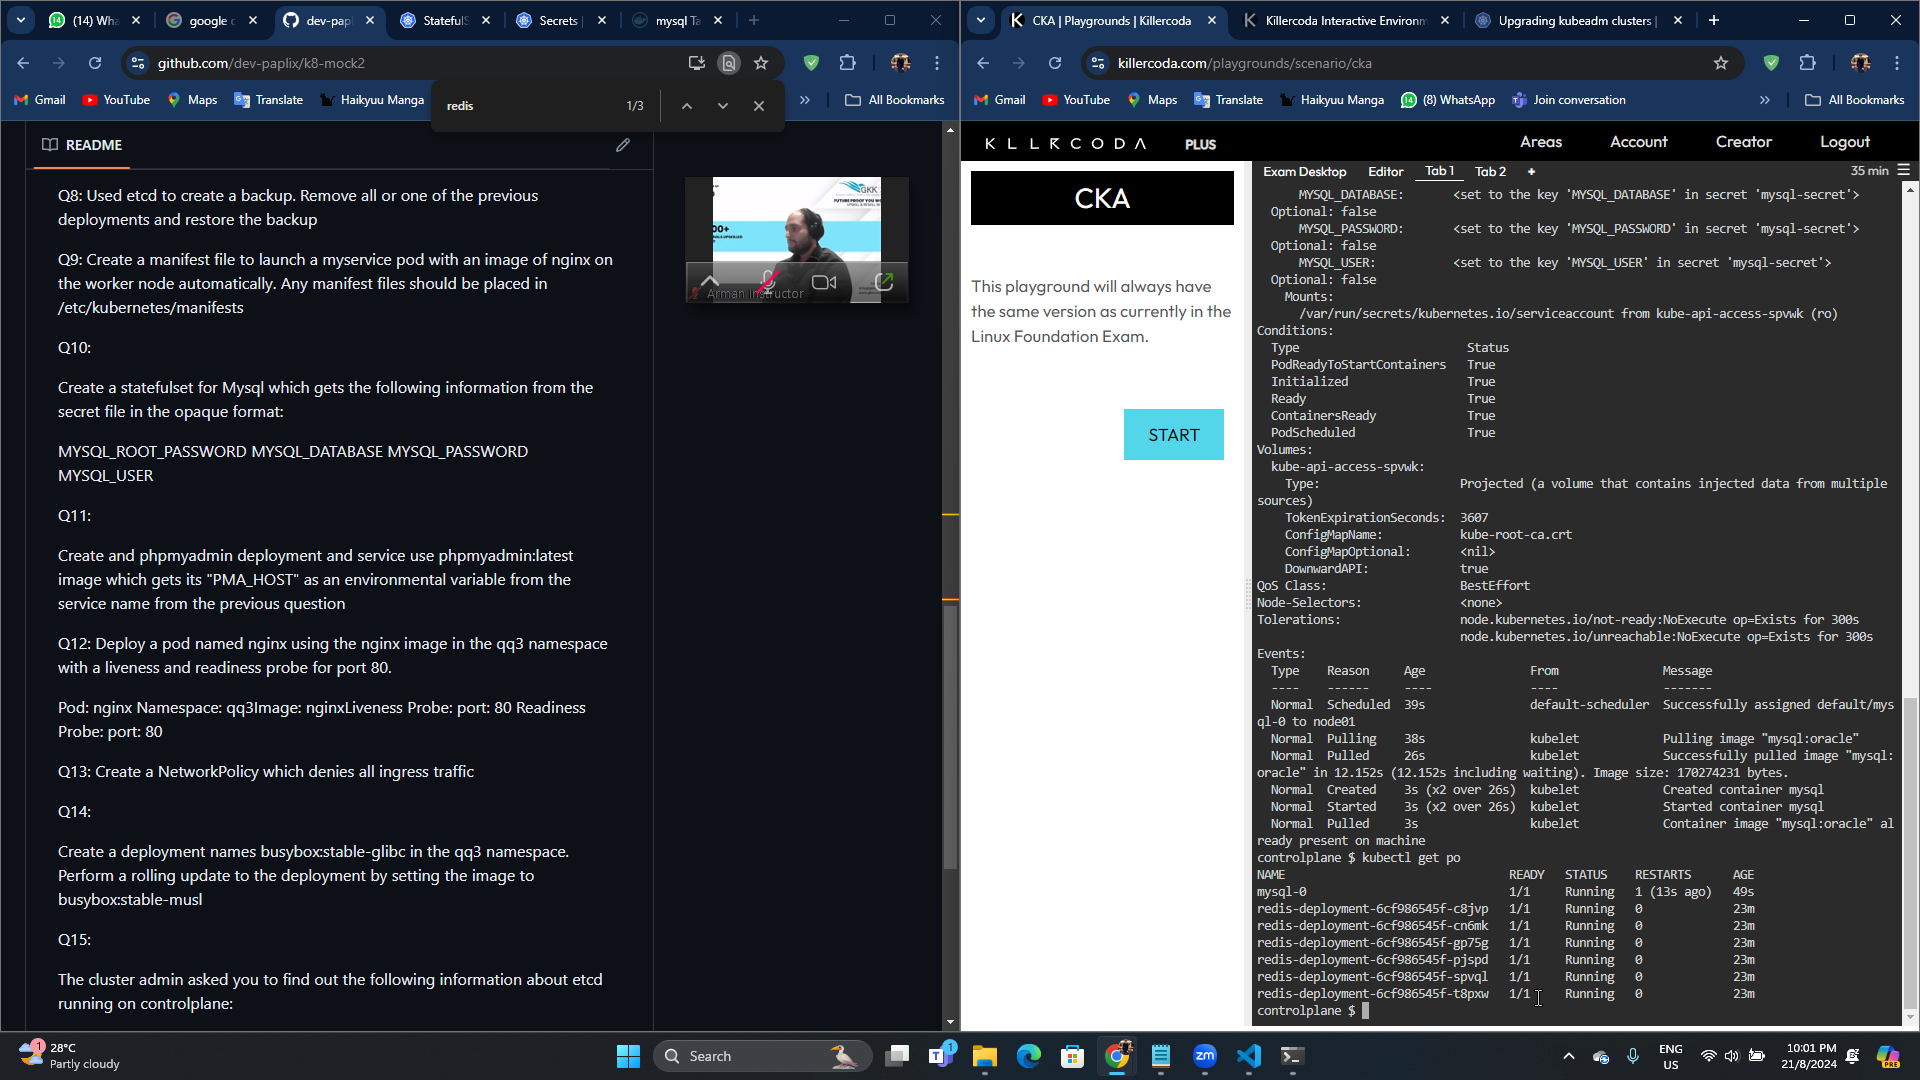 (14) Wha
google c
dev-papl
StatefulS
Secrets |
mysql Ta
github.com/dev-paplix/k8-mock2
Gmail
YouTube
Maps
Translate
Haikyuu Manga
All Bookmarks
redis
1/3
README
Q8: Used etcd to create a backup. Remove all or one of the previous
deployments and restore the backup
Q9: Create a manifest file to launch a myservice pod with an image of nginx on
the worker node automatically. Any manifest files should be placed in
/etc/kubernetes/manifests
Q10:
Create a statefulset for Mysql which gets the following information from the
secret file in the opaque format:
MYSQL_ROOT_PASSWORD MYSQL_DATABASE MYSQL_PASSWORD
MYSQL_USER
Q11:
Create and phpmyadmin deployment and service use phpmyadmin:latest
image which gets its "PMA_HOST" as an environmental variable from the
service name from the previous question
Q12: Deploy a pod named nginx using the nginx image in the qq3 namespace
with a liveness and readiness probe for port 80.
Pod: nginx Namespace: qq3Image: nginxLiveness Probe: port: 80 Readiness
Probe: port: 80
Q13: Create a NetworkPolicy which denies all ingress traffic
Q14:
Create a deployment names busybox:stable-glibc in the qq3 namespace.
Perform a rolling update to the deployment by setting the image to
busybox:stable-musl
Q15:
The cluster admin asked you to find out the following information about etcd
running on controlplane:
GKK
Arman Instructor
CKA | Playgrounds | Killercoda
Killercoda Interactive Environm
Upgrading kubeadm clusters |
killercoda.com/playgrounds/scenario/cka
Gmail
YouTube
Maps
Translate
Haikyuu Manga
(8) WhatsApp
Join conversation
All Bookmarks
KILLERCODA
PLUS
Areas
Account
Creator
Logout
CKA
This playground will always have
the same version as currently in the
Linux Foundation Exam.
START
Exam Desktop
Editor
Tab 1
Tab 2
+
35 min
MYSQL_DATABASE: <set to the key 'MYSQL_DATABASE' in secret 'mysql-secret'>
Optional: false
MYSQL_PASSWORD: <set to the key 'MYSQL_PASSWORD' in secret 'mysql-secret'>
Optional: false
MYSQL_USER: <set to the key 'MYSQL_USER' in secret 'mysql-secret'>
Optional: false
Mounts:
/var/run/secrets/kubernetes.io/serviceaccount from kube-api-access-spvwk (ro)
Conditions:
Type Status
PodReadyToStartContainers True
Initialized True
Ready True
ContainersReady True
PodScheduled True
Volumes:
kube-api-access-spvwk:
Type: Projected (a volume that contains injected data from multiple
sources)
TokenExpirationSeconds: 3607
ConfigMapName: kube-root-ca.crt
ConfigMapOptional: <nil>
DownwardAPI: true
QoS Class: BestEffort
Node-Selectors: <none>
Tolerations: node.kubernetes.io/not-ready:NoExecute op=Exists for 300s
node.kubernetes.io/unreachable:NoExecute op=Exists for 300s
Events:
Type Reason Age From Message
---- ------ ---- ---- -------
Normal Scheduled 39s default-scheduler Successfully assigned default/mys
ql-0 to node01
Normal Pulling 38s kubelet Pulling image "mysql:oracle"
Normal Pulled 26s kubelet Successfully pulled image "mysql:
oracle" in 12.152s (12.152s including waiting). Image size: 170274231 bytes.
Normal Created 3s (x2 over 26s) kubelet Created container mysql
Normal Started 3s (x2 over 26s) kubelet Started container mysql
Normal Pulled 3s kubelet Container image "mysql:oracle" al
ready present on machine
controlplane $ kubectl get po
NAME READY STATUS RESTARTS AGE
mysql-0 1/1 Running 1 (13s ago) 49s
redis-deployment-6cf986545f-c8jvp 1/1 Running 0 23m
redis-deployment-6cf986545f-cn6mk 1/1 Running 0 23m
redis-deployment-6cf986545f-gp75g 1/1 Running 0 23m
redis-deployment-6cf986545f-pjspd 1/1 Running 0 23m
redis-deployment-6cf986545f-spvql 1/1 Running 0 23m
redis-deployment-6cf986545f-t8pxw 1/1 Running 0 23m
controlplane $
1
28°C
Partly cloudy
Search
1
zm
ENG
US
10:01 PM
21/8/2024
PRE